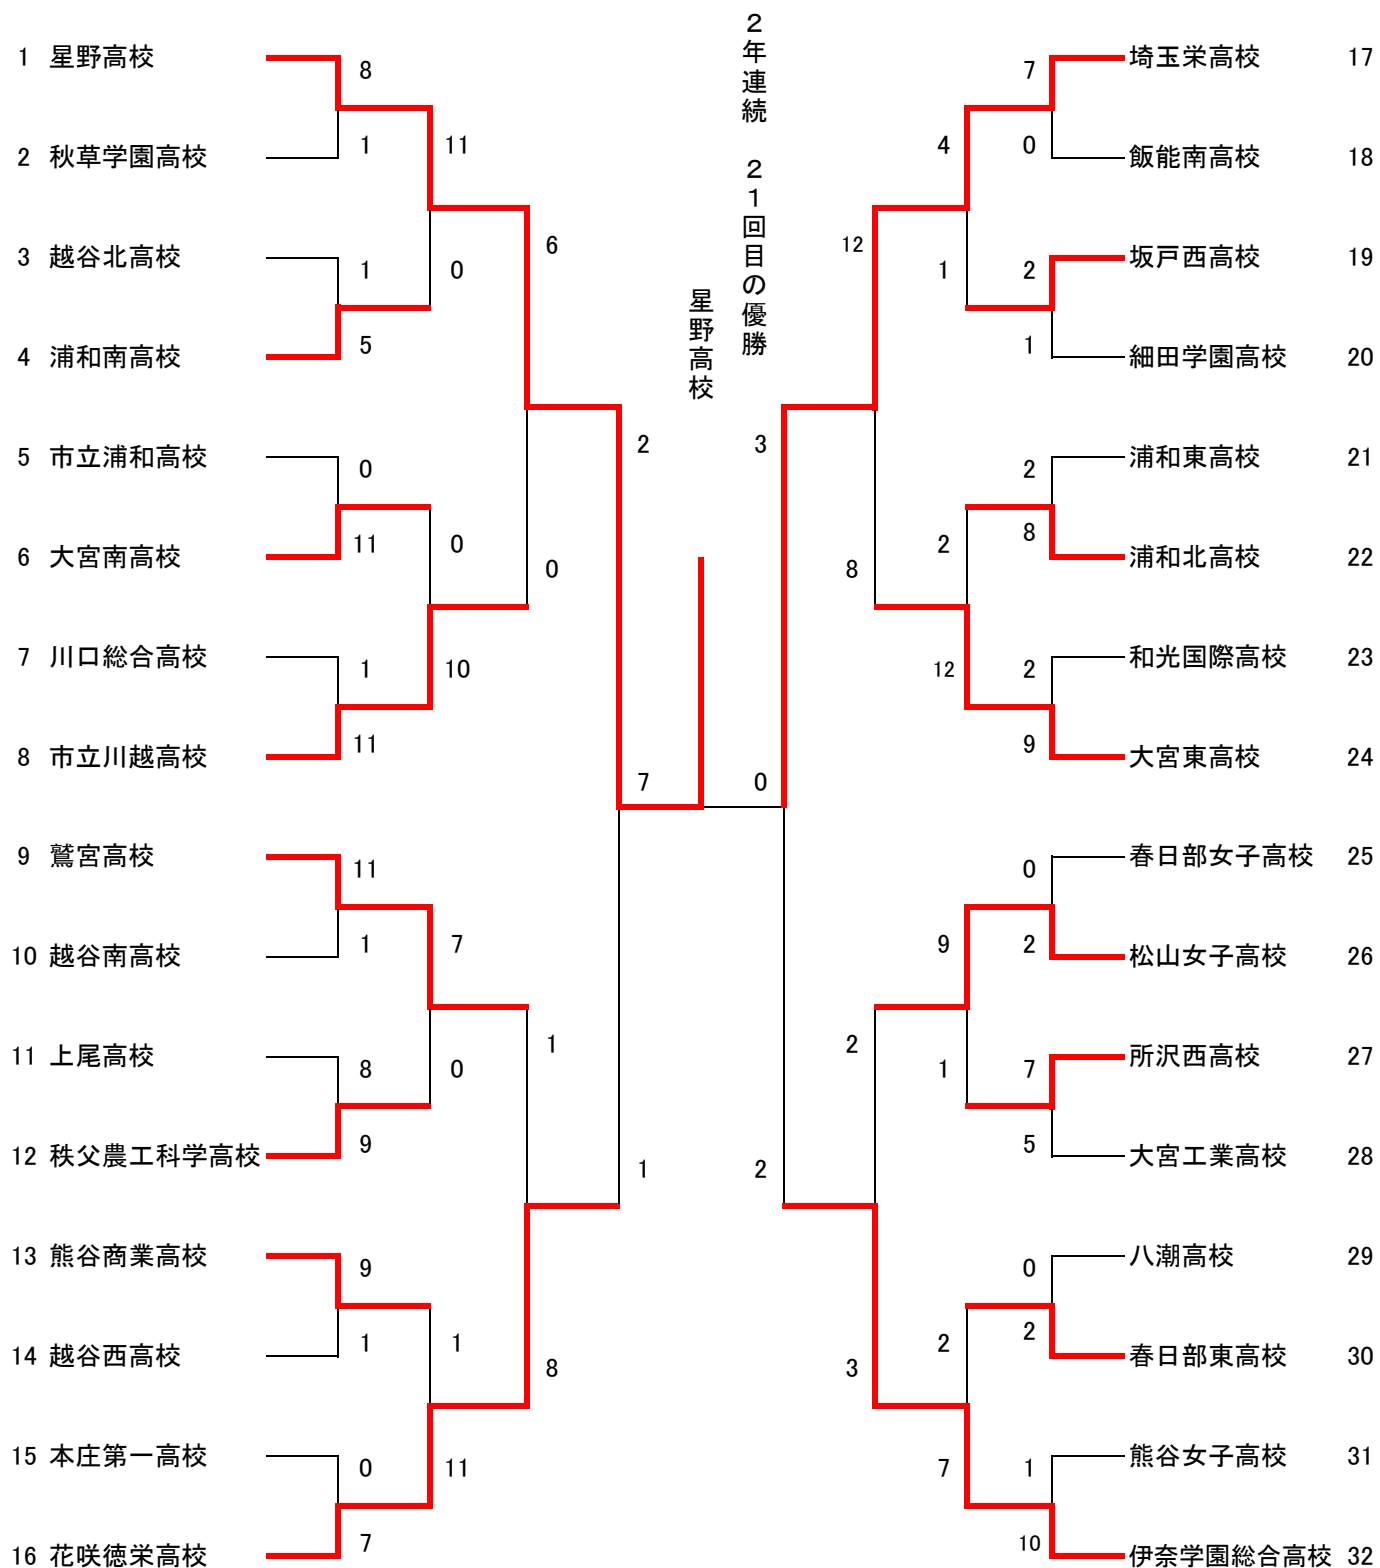 1 星野高校
8
2 秋草学園高校
1
11
3 越谷北高校
1
0
6
4 浦和南高校
5
5 市立浦和高校
0
2
6 大宮南高校
11
0
0
7 川口総合高校
1
10
8 市立川越高校
11
7
9 鷲宮高校
11
10 越谷南高校
1
7
11 上尾高校
8
0
1
12 秩父農工科学高校
9
1
13 熊谷商業高校
9
14 越谷西高校
1
1
8
15 本庄第一高校
0
11
16 花咲徳栄高校
7
2年連続 21回目の優勝
星野高校
7
埼玉栄高校 17
4
0
飯能南高校 18
12
1
2
坂戸西高校 19
1
細田学園高校 20
3
2
浦和東高校 21
8
2
8
浦和北高校 22
12
2
和光国際高校 23
0
9
大宮東高校 24
0
春日部女子高校 25
9
2
松山女子高校 26
2
1
7
所沢西高校 27
2
5
大宮工業高校 28
0
八潮高校 29
3
2
2
春日部東高校 30
7
1
熊谷女子高校 31
10
伊奈学園総合高校 32